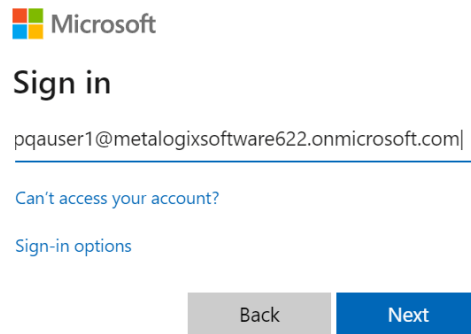 Microsoft
Sign in
pqauser1@metalogixsoftware622.onmicrosoft.com
Can't access your account?
Sign-in options
Back
Next